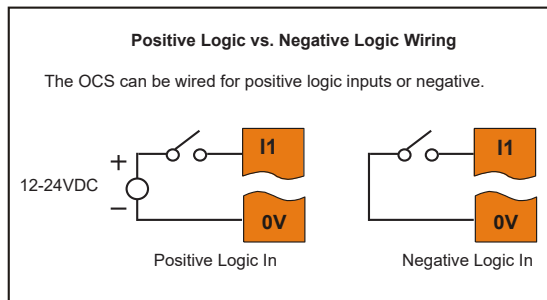 Positive Logic vs. Negative Logic Wiring
The OCS can be wired for positive logic inputs or negative.
I1
I1
+
12-24VDC
–
0V
0V
Positive Logic In
Negative Logic In